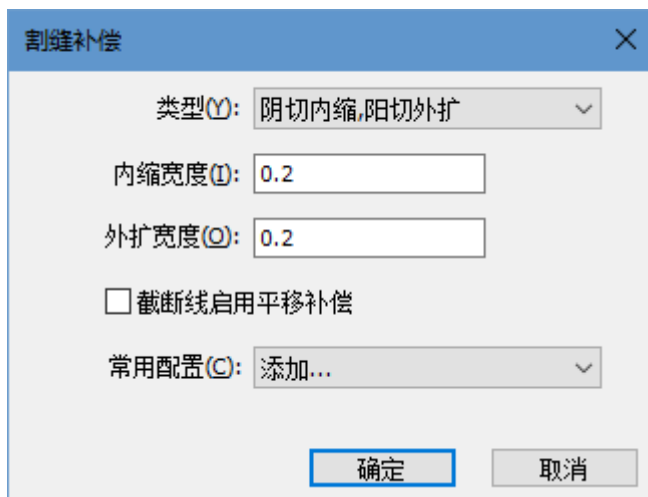 割缝补偿
类型(Y): 阴切内缩,阳切外扩
内缩宽度(I): 0.2
外扩宽度(O): 0.2
截断线启用平移补偿
常用配置(C): 添加...
确定 取消